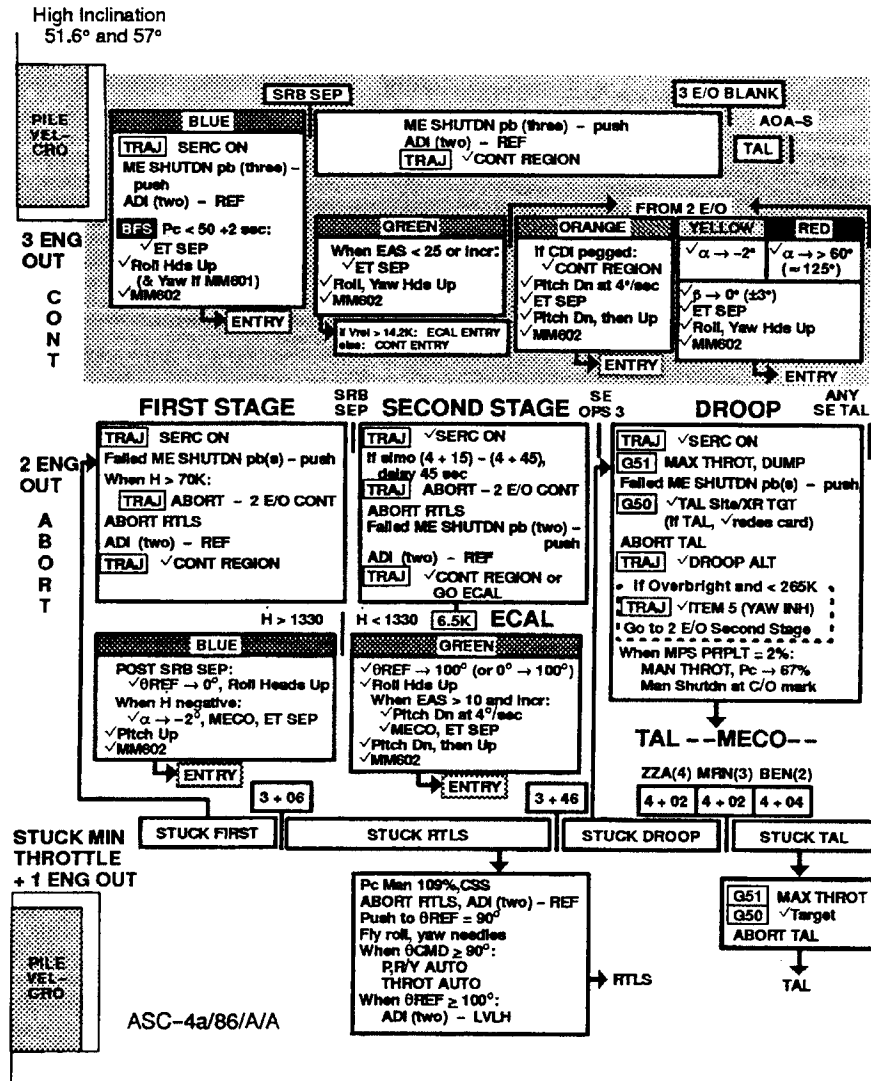 High Inclination
51.6° and 57°
PILE
VEL-
CRO
3 ENG
OUT
C
O
N
T
SRB SEP
3 E/O BLANK
AOA-S
TAL
BLUE
TRAJ SERC ON
ME SHUTDN pb (three) –
push
ADI (two) – REF
BFS Pc < 50 +2 sec:
✓ET SEP
✓Roll Hds Up
(& Yaw if MM601)
✓MM602
ENTRY
ME SHUTDN pb (three) – push
ADI (two) – REF
TRAJ ✓CONT REGION
FROM 2 E/O
GREEN
When EAS < 25 or incr:
✓ET SEP
✓Roll, Yaw Hds Up
✓MM602
If Vrel > 14.2K: ECAL ENTRY
else: CONT ENTRY
ORANGE
If CDI pegged:
✓CONT REGION
✓Pitch Dn at 4°/sec
✓ET SEP
✓Pitch Dn, then Up
✓MM602
ENTRY
YELLOW
✓α → –2°
RED
✓α → > 60°
(≈ 125°)
✓β → 0° (±3°)
✓ET SEP
✓Roll, Yaw Hds Up
✓MM602
ENTRY
2 ENG
OUT
A
B
O
R
T
FIRST STAGE
SRB
SEP
SECOND STAGE
SE
OPS 3
DROOP
ANY
SE TAL
TRAJ SERC ON
Failed ME SHUTDN pb(s) – push
When H > 70K:
TRAJ ABORT – 2 E/O CONT
ABORT RTLS
ADI (two) – REF
TRAJ ✓CONT REGION
TRAJ ✓SERC ON
If simo (4 + 15) – (4 + 45),
delay 45 sec
TRAJ ABORT – 2 E/O CONT
ABORT RTLS
Failed ME SHUTDN pb (two) –
push
ADI (two) – REF
TRAJ ✓CONT REGION or
GO ECAL
TRAJ ✓SERC ON
G51 MAX THROT, DUMP
Failed ME SHUTDN pb(s) – push
G50 ✓TAL Site/XR TGT
(If TAL, ✓redes card)
ABORT TAL
TRAJ ✓DROOP ALT
If Overbright and < 265K
TRAJ ✓ITEM 5 (YAW INH)
Go to 2 E/O Second Stage
When MPS PRPLT = 2%:
MAN THROT, Pc → 67%
Man Shutdn at C/O mark
H > 1330
H < 1330 6.5K ECAL
BLUE
POST SRB SEP:
✓θREF → 0°, Roll Heads Up
When H negative:
✓α → –2°, MECO, ET SEP
✓Pitch Up
✓MM602
ENTRY
GREEN
✓θREF → 100° (or 0° → 100°)
✓Roll Hds Up
When EAS > 10 and incr:
✓Pitch Dn at 4°/sec
✓MECO, ET SEP
✓Pitch Dn, then Up
✓MM602
ENTRY
TAL --MECO--
ZZA(4) MRN(3) BEN(2)
3 + 06
3 + 46
4 + 02 4 + 02 4 + 04
STUCK MIN
THROTTLE
+ 1 ENG OUT
STUCK FIRST
STUCK RTLS
STUCK DROOP
STUCK TAL
Pc Man 109%,CSS
ABORT RTLS, ADI (two) – REF
Push to θREF = 90°
Fly roll, yaw needles
When θCMD ≥ 90°:
P,R/Y AUTO
THROT AUTO
When θREF ≥ 100°:
ADI (two) – LVLH
RTLS
G51 MAX THROT
G50 ✓Target
ABORT TAL
TAL
PILE
VEL-
CRO
ASC–4a/86/A/A